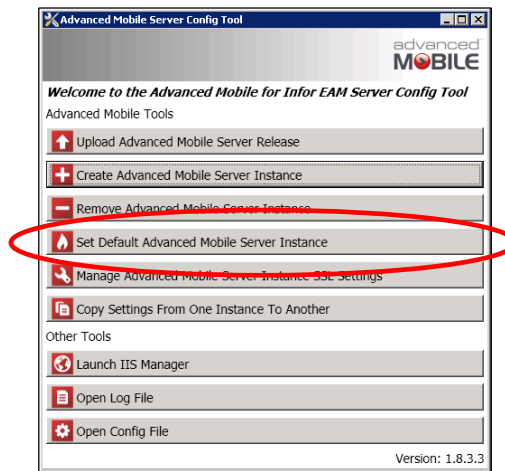 Advanced Mobile Server Config Tool
advanced
MOBILE
Welcome to the Advanced Mobile for Infor EAM Server Config Tool
Advanced Mobile Tools
Upload Advanced Mobile Server Release
Create Advanced Mobile Server Instance
Remove Advanced Mobile Server Instance
Set Default Advanced Mobile Server Instance
Manage Advanced Mobile Server Instance SSL Settings
Copy Settings From One Instance To Another
Other Tools
Launch IIS Manager
Open Log File
Open Config File
Version: 1.8.3.3